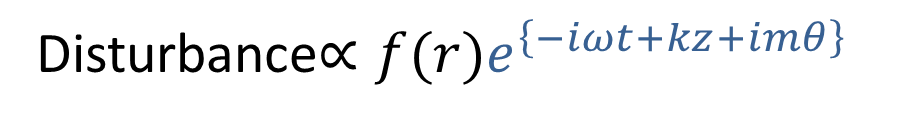 Disturbance∝ 𝑓(𝑟)𝑒^{−𝑖𝜔𝑡+𝑘𝑧+𝑖𝑚𝜃}